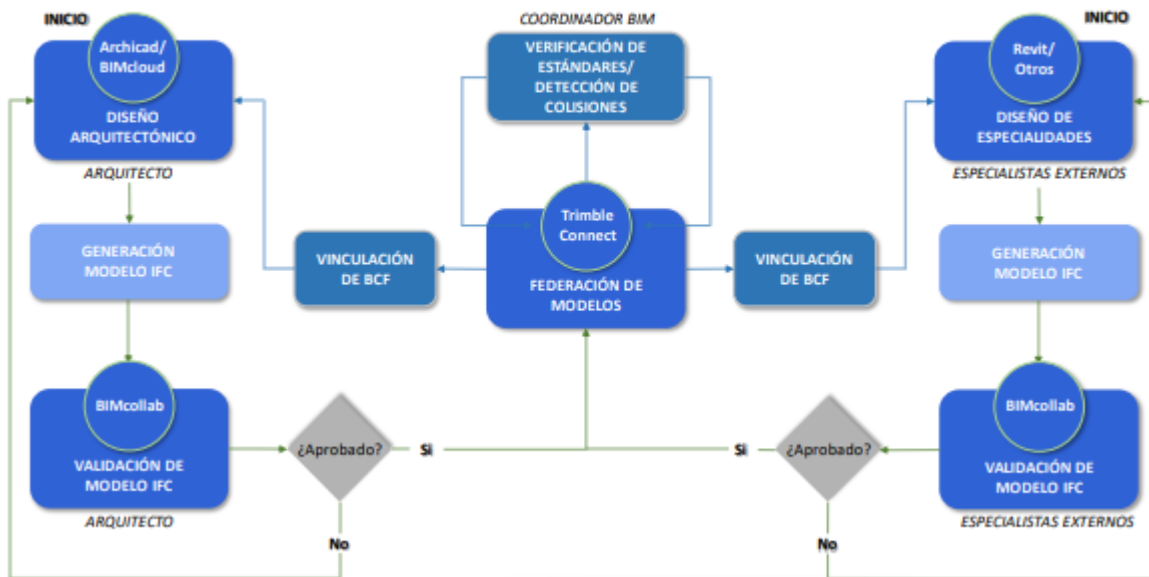 INICIO
Archicad/
BIMcloud
DISEÑO
ARQUITECTÓNICO
ARQUITECTO
GENERACIÓN
MODELO IFC
BIMcollab
VALIDACIÓN DE
MODELO IFC
ARQUITECTO
¿Aprobado?
Si
No
VINCULACIÓN
DE BCF
COORDINADOR BIM
VERIFICACIÓN DE
ESTÁNDARES/
DETECCIÓN DE
COLISIONES
Trimble
Connect
FEDERACIÓN DE
MODELOS
VINCULACIÓN
DE BCF
INICIO
Revit/
Otros
DISEÑO DE
ESPECIALIDADES
ESPECIALISTAS EXTERNOS
GENERACIÓN
MODELO IFC
BIMcollab
VALIDACIÓN DE
MODELO IFC
ESPECIALISTAS EXTERNOS
¿Aprobado?
Si
No